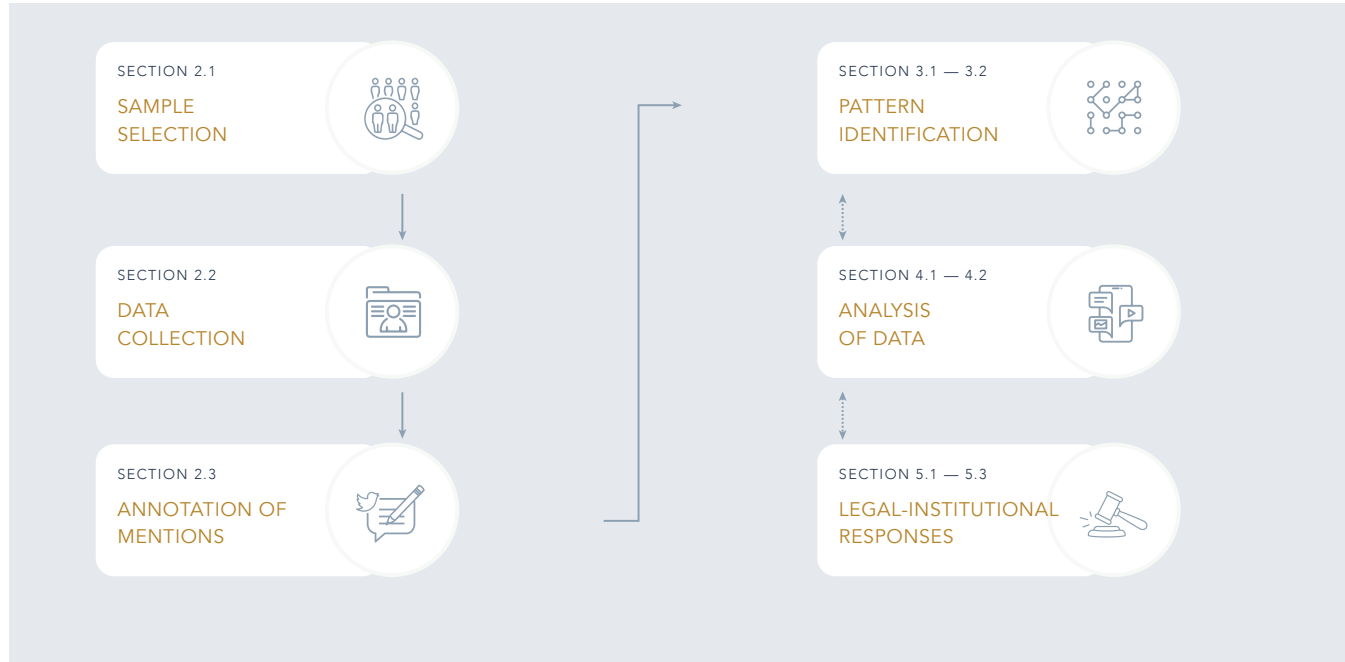 SECTION 2.1
SAMPLE
SELECTION
SECTION 2.2
DATA
COLLECTION
SECTION 2.3
ANNOTATION OF
MENTIONS
SECTION 3.1 — 3.2
PATTERN
IDENTIFICATION
SECTION 4.1 — 4.2
ANALYSIS
OF DATA
SECTION 5.1 — 5.3
LEGAL-INSTITUTIONAL
RESPONSES